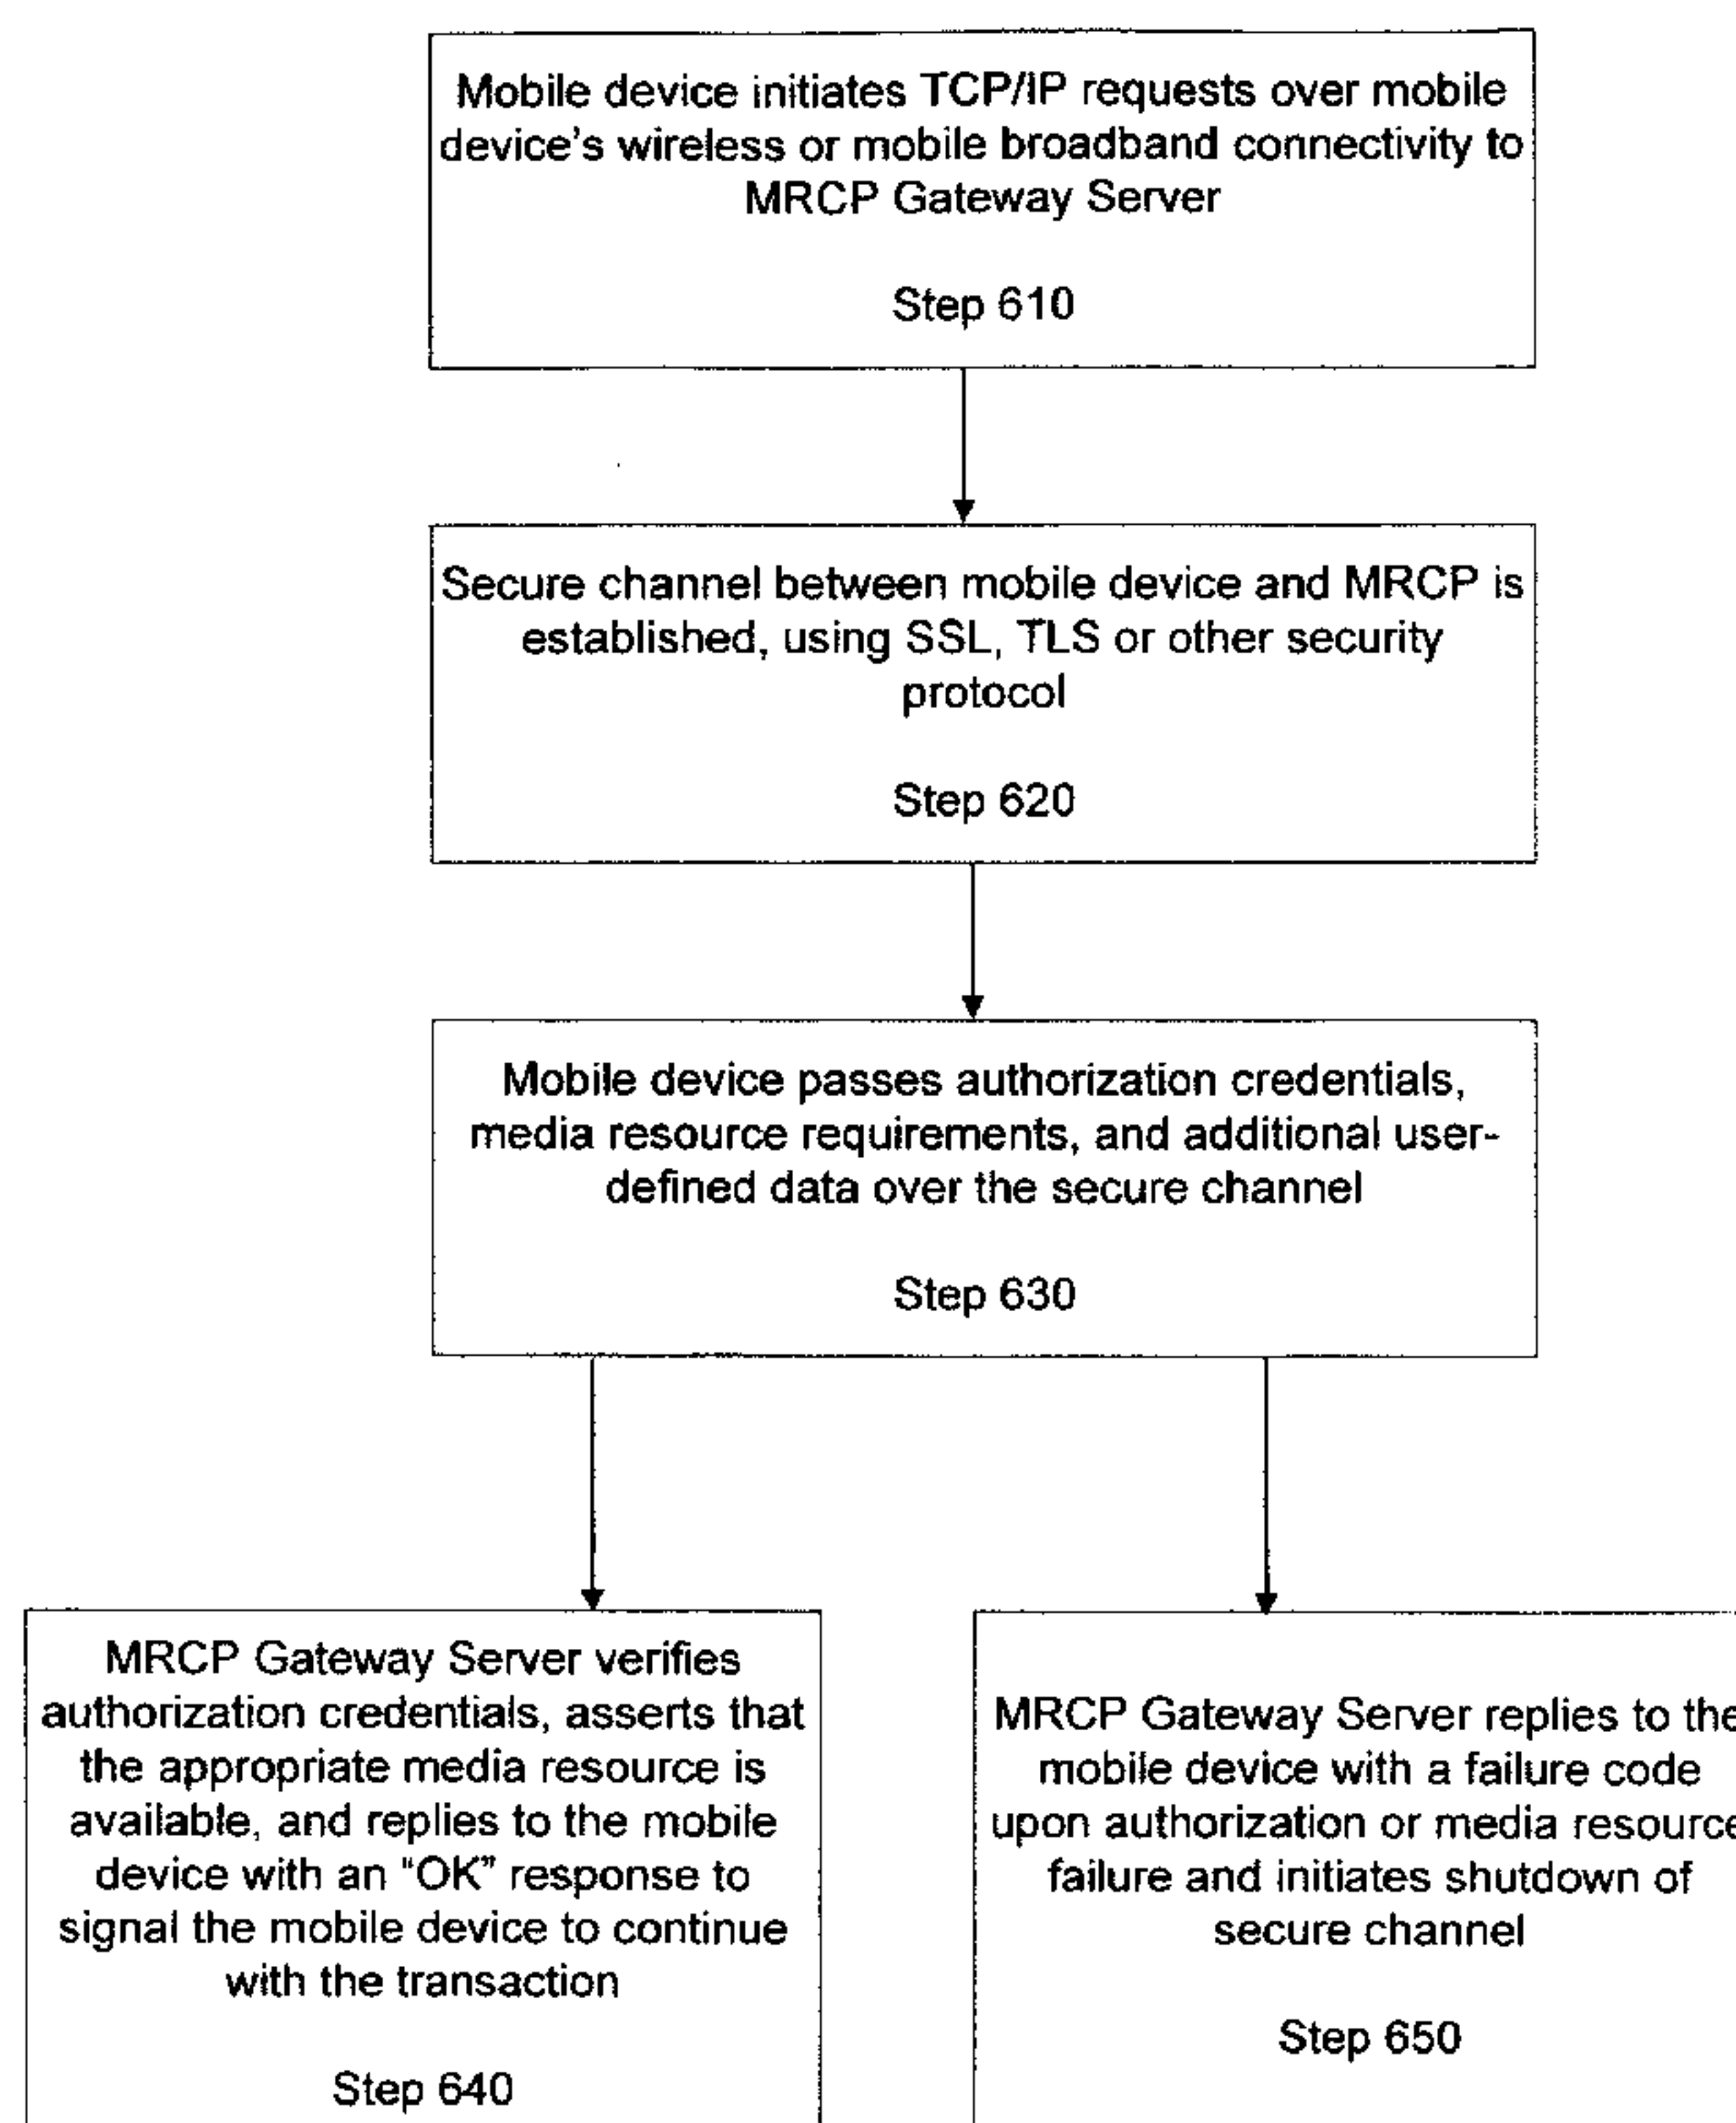 Mobile device initiates TCP/IP requests over mobile
device's wireless or mobile broadband connectivity to
MRCP Gateway Server
Step 610
Secure channel between mobile device and MRCP is
established, using SSL, TLS or other security
protocol
Step 620
Mobile device passes authorization credentials,
media resource requirements, and additional user-
defined data over the secure channel
Step 630
MRCP Gateway Server verifies
authorization credentials, asserts that
the appropriate media resource is
available, and replies to the mobile
device with an "OK" response to
signal the mobile device to continue
with the transaction
Step 640
MRCP Gateway Server replies to the
mobile device with a failure code
upon authorization or media resource
failure and initiates shutdown of
secure channel
Step 650